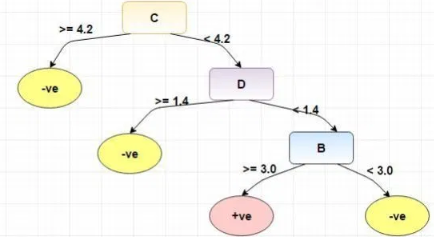 C
>= 4.2
< 4.2
-ve
D
>= 1.4
< 1.4
-ve
B
>= 3.0
< 3.0
+ve
-ve